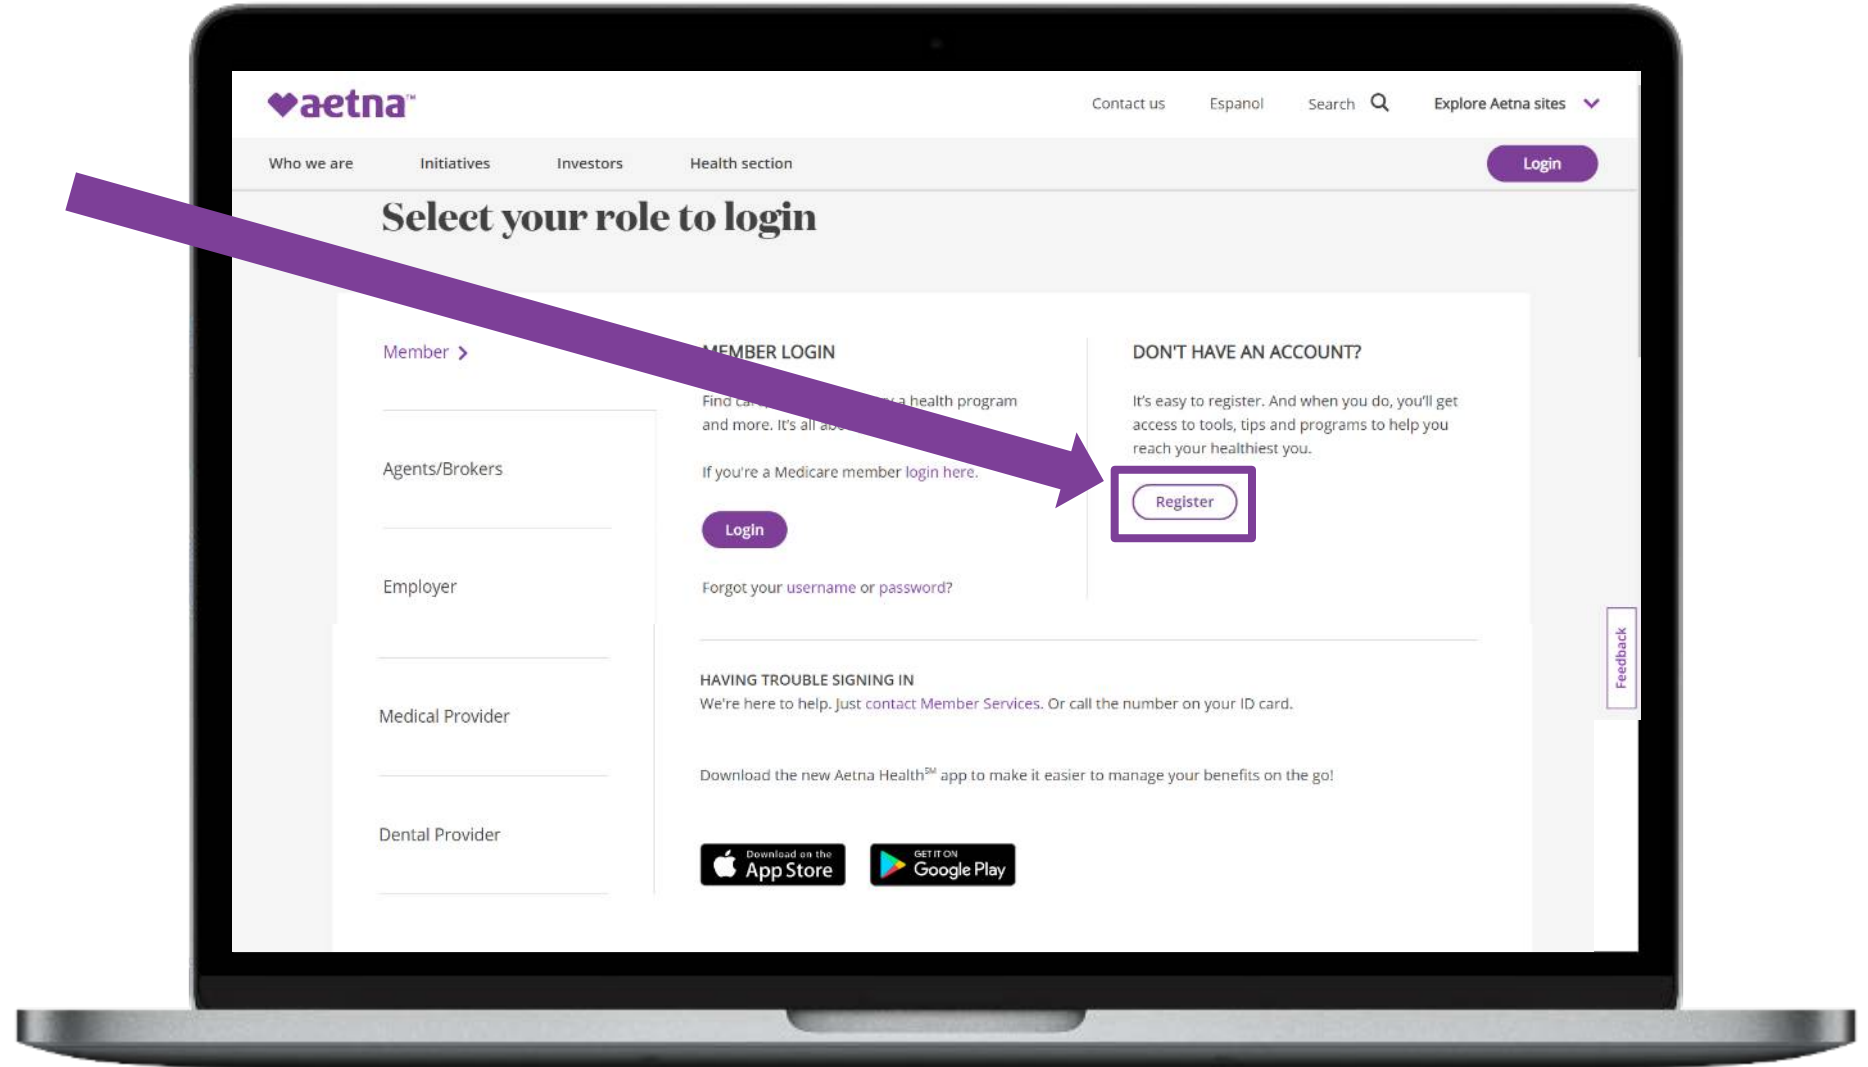 aetna™
Contact us
Espanol
Search
Explore Aetna sites
Who we are
Initiatives
Investors
Health section
Login
Select your role to login
Member
Agents/Brokers
Employer
Medical Provider
Dental Provider
MEMBER LOGIN
Find a health program
and more. It's all
If you're a Medicare member login here.
Login
Forgot your username or password?
DON'T HAVE AN ACCOUNT?
It's easy to register. And when you do, you'll get
access to tools, tips and programs to help you
reach your healthiest you.
Register
HAVING TROUBLE SIGNING IN
We're here to help. Just contact Member Services. Or call the number on your ID card.
Download the new Aetna Health℠ app to make it easier to manage your benefits on the go!
Download on the
App Store
GET IT ON
Google Play
Feedback